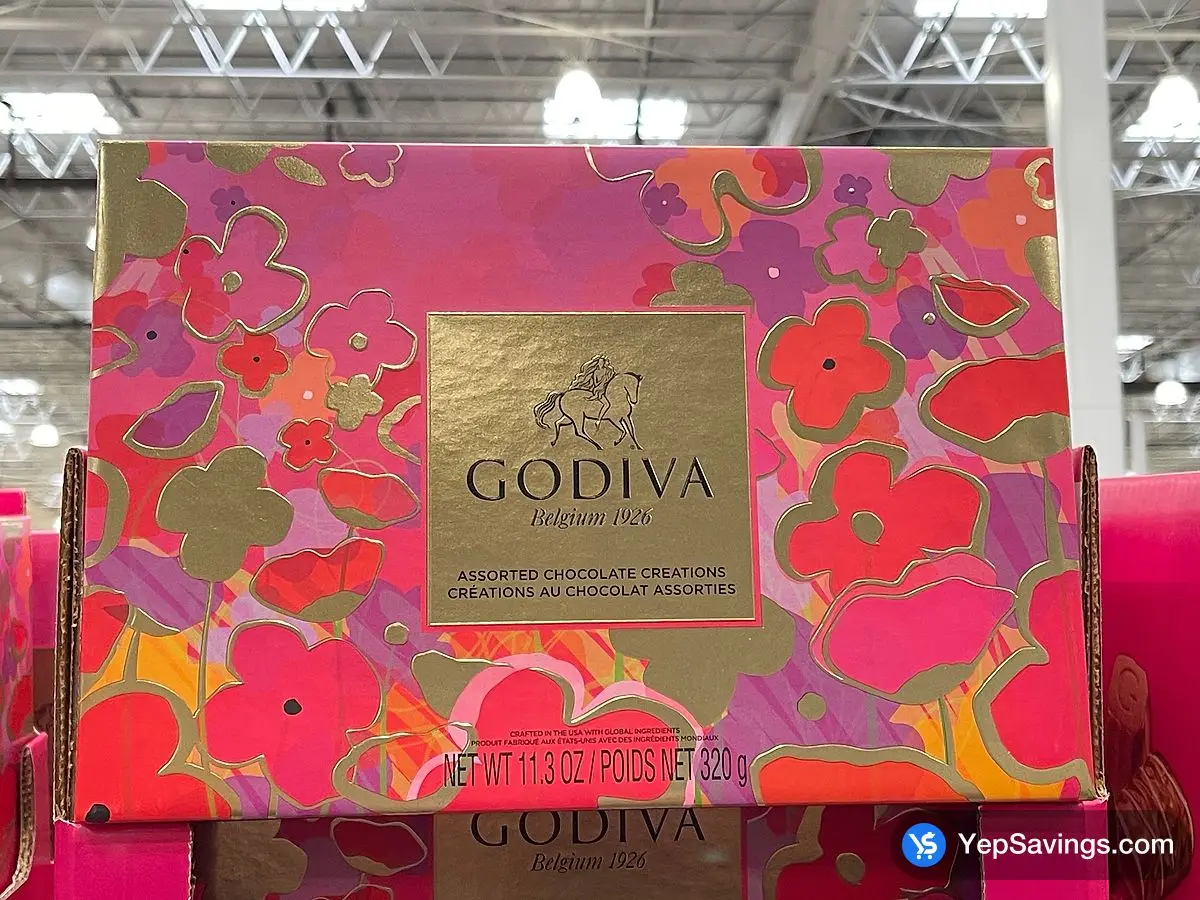 GODIVA
Belgium 1926
ASSORTED CHOCOLATE CREATIONS
CRÉATIONS AU CHOCOLAT ASSORTIES
CRAFTED IN THE USA WITH GLOBAL INGREDIENTS
PRODUIT FABRIQUÉ AUX ÉTATS-UNIS AVEC DES INGRÉDIENTS MONDIAUX
NET WT 11.3 OZ / POIDS NET 320 g
GODIVA
Belgium 1926
YepSavings.com